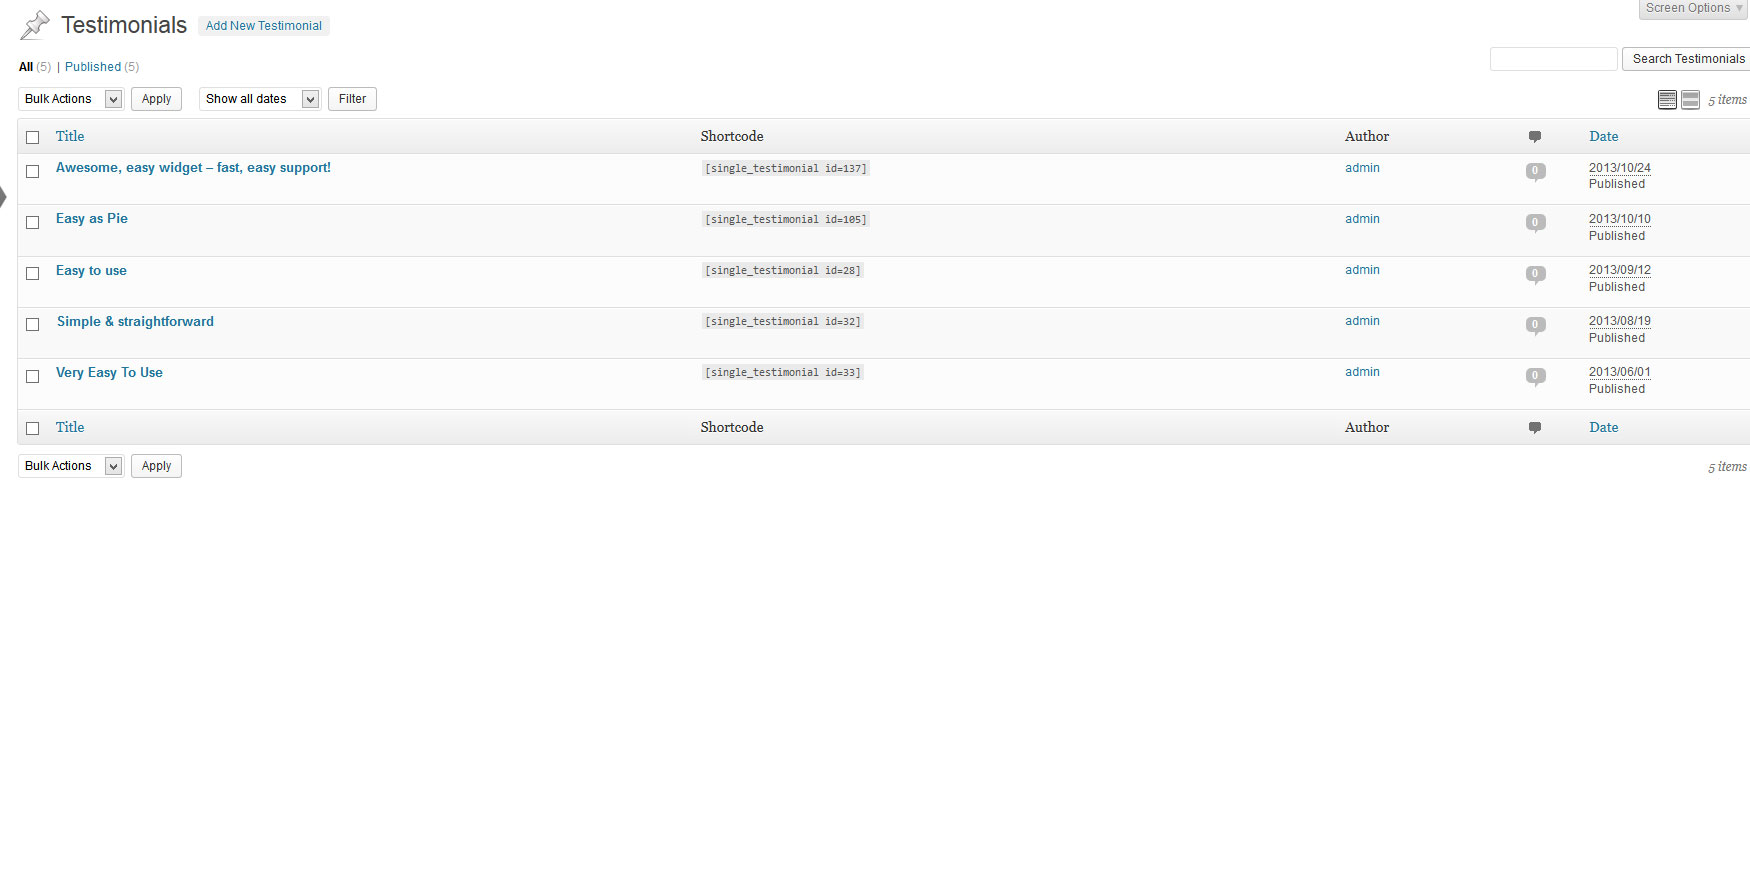 Screen Options
Testimonials Add New Testimonial
All (5) | Published (5)
Search Testimonials
Bulk Actions Apply Show all dates Filter 5 items
Title Shortcode Author Date
Awesome, easy widget – fast, easy support! [single_testimonial id=137] admin 0 2013/10/24
Published
Easy as Pie [single_testimonial id=105] admin 0 2013/10/10
Published
Easy to use [single_testimonial id=28] admin 0 2013/09/12
Published
Simple & straightforward [single_testimonial id=32] admin 0 2013/08/19
Published
Very Easy To Use [single_testimonial id=33] admin 0 2013/06/01
Published
Title Shortcode Author Date
Bulk Actions Apply 5 items